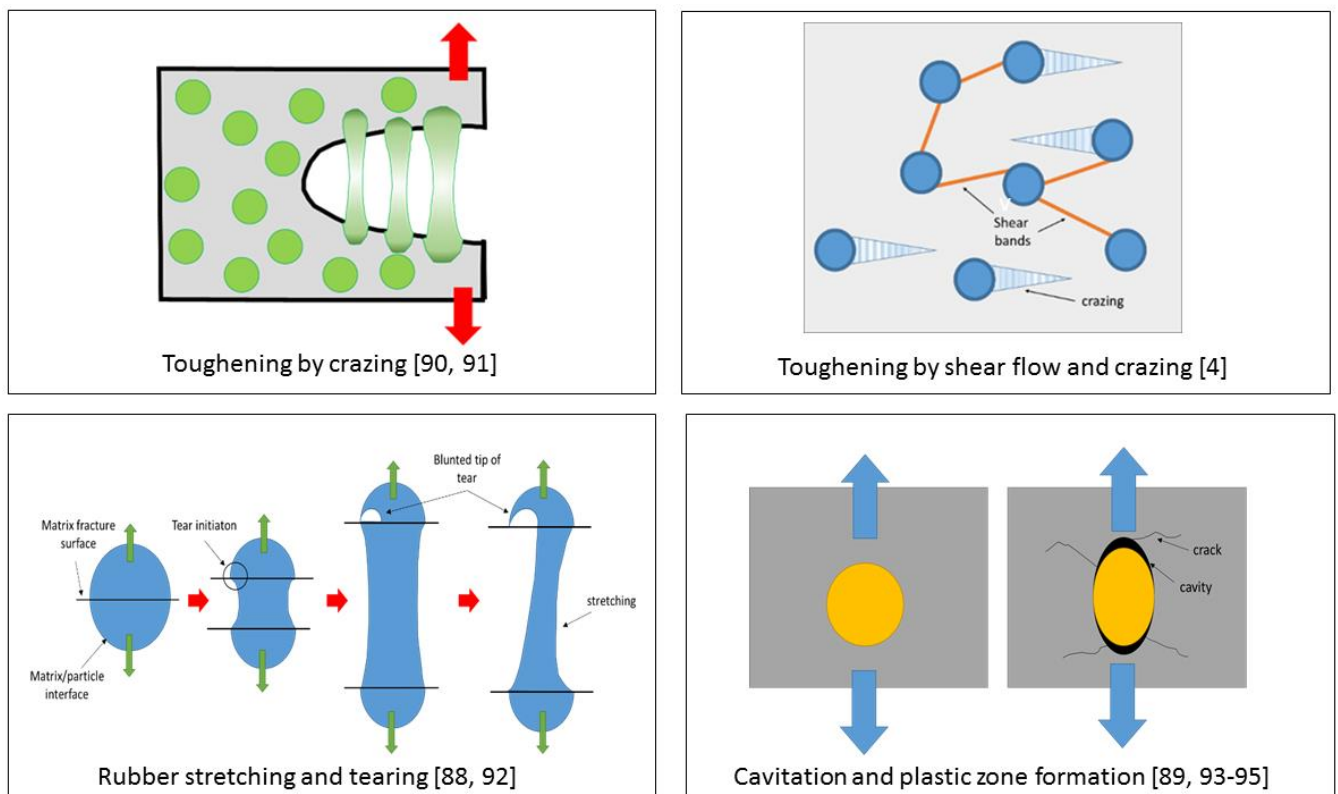 Toughening by crazing [90, 91]
Shear
bands
crazing
Toughening by shear flow and crazing [4]
Matrix fracture
surface
Matrix/particle
interface
Tear initiaton
Blunted tip of
tear
stretching
Rubber stretching and tearing [88, 92]
crack
cavity
Cavitation and plastic zone formation [89, 93-95]